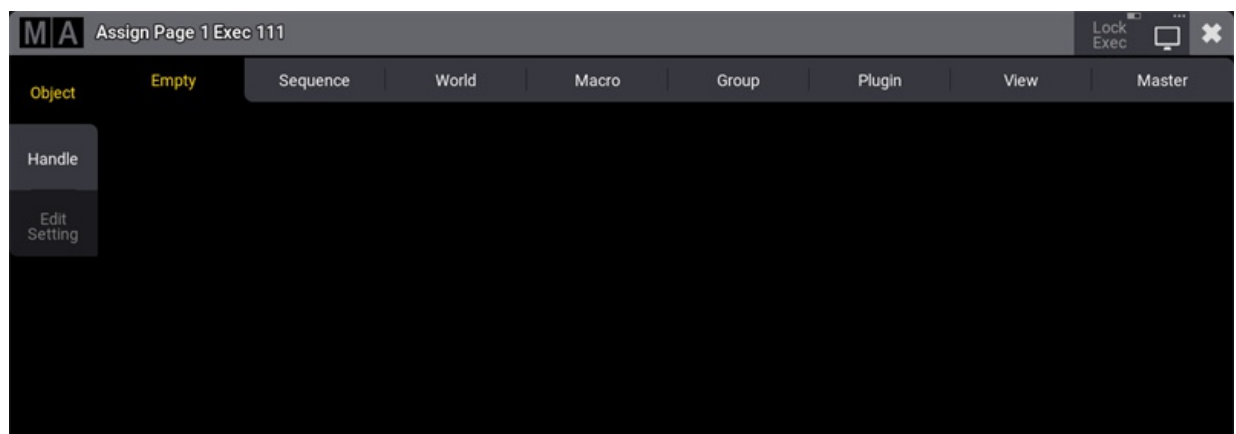 MA Assign Page 1 Exec 111
Lock
Exec
Object
Empty Sequence World Macro Group Plugin View Master
Handle
Edit
Setting